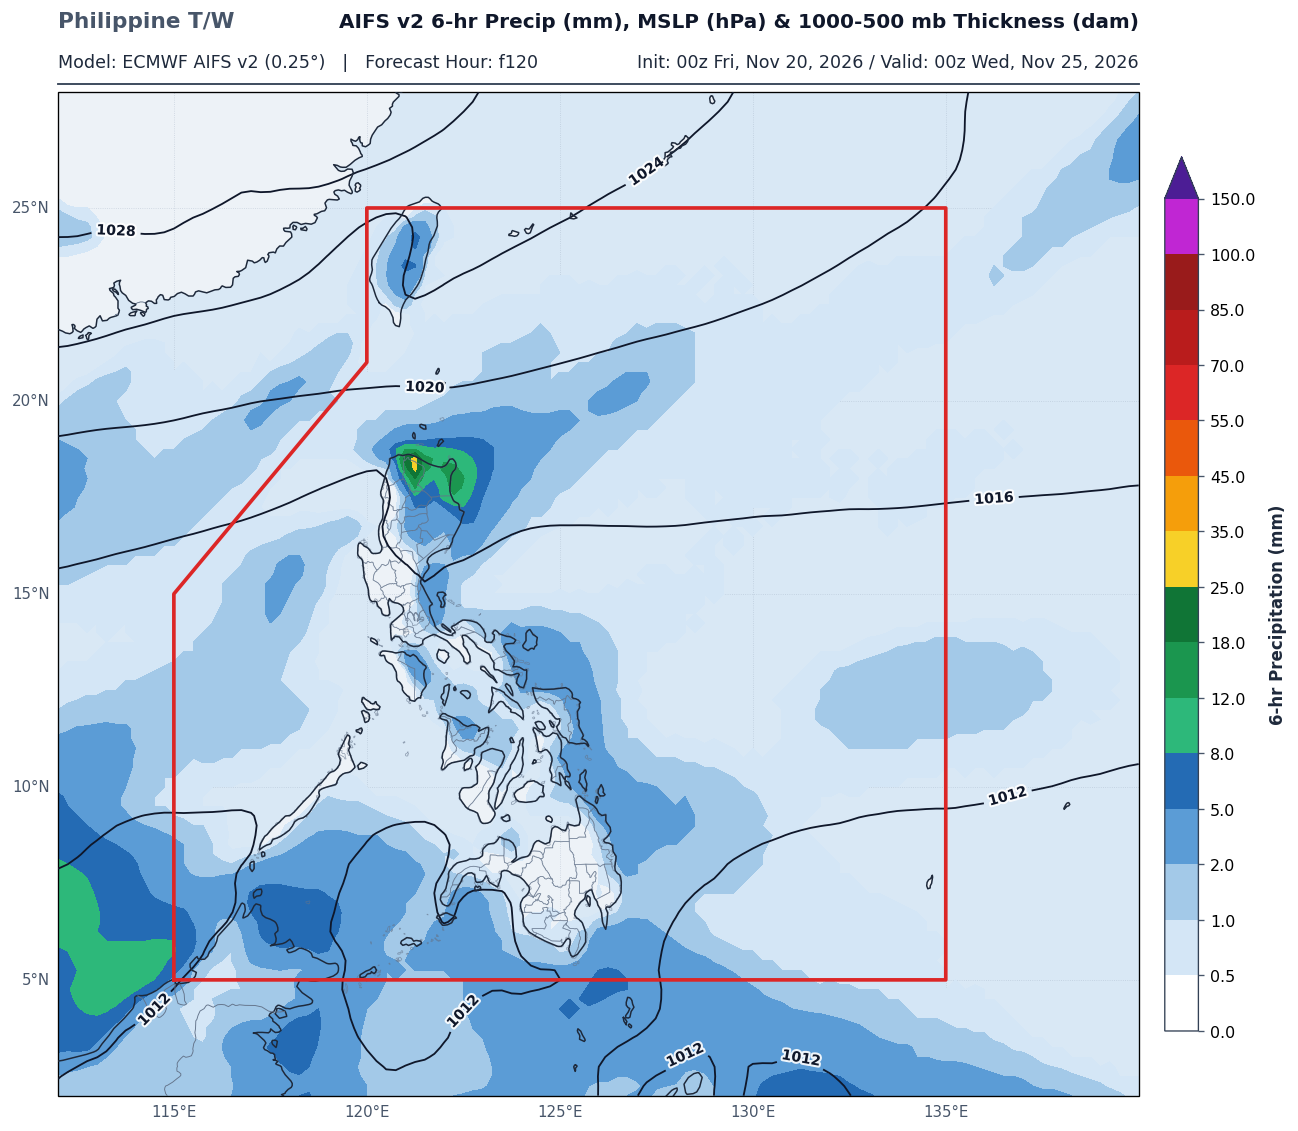 Philippine T/W
AIFS v2 6-hr Precip (mm), MSLP (hPa) & 1000-500 mb Thickness (dam)
Model: ECMWF AIFS v2 (0.25°) | Forecast Hour: f120
Init: 00z Fri, Nov 20, 2026 / Valid: 00z Wed, Nov 25, 2026
25°N
20°N
15°N
10°N
5°N
115°E
120°E
125°E
130°E
135°E
1028
1024
1020
1016
1012
1012
1012
1012
1012
150.0
100.0
85.0
70.0
55.0
45.0
35.0
25.0
18.0
12.0
8.0
5.0
2.0
1.0
0.5
0.0
6-hr Precipitation (mm)